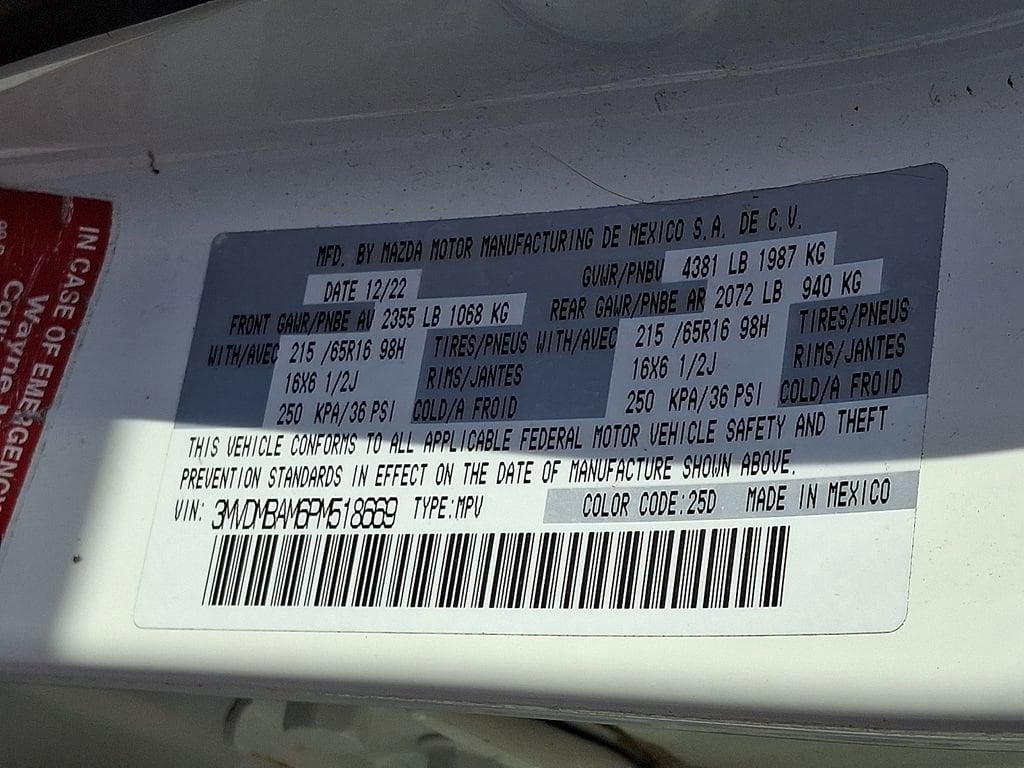 IN CASE OF EMERGENCY
Wayne
MFD. BY MAZDA MOTOR MANUFACTURING DE MEXICO S.A. DE C.V.
DATE 12/22 GVWR/PNBV 4381 LB 1987 KG
FRONT GAWR/PNBE AV 2355 LB 1068 KG REAR GAWR/PNBE AR 2072 LB 940 KG
WITH/AVEC 215 /65R16 98H TIRES/PNEUS WITH/AVEC 215 /65R16 98H TIRES/PNEUS
16X6 1/2J RIMS/JANTES 16X6 1/2J RIMS/JANTES
250 KPA/36 PSI COLD/A FROID 250 KPA/36 PSI COLD/A FROID
THIS VEHICLE CONFORMS TO ALL APPLICABLE FEDERAL MOTOR VEHICLE SAFETY AND THEFT
PREVENTION STANDARDS IN EFFECT ON THE DATE OF MANUFACTURE SHOWN ABOVE.
VIN: 3MVDMBAM6PM518669 TYPE:MPV COLOR CODE:25D MADE IN MEXICO